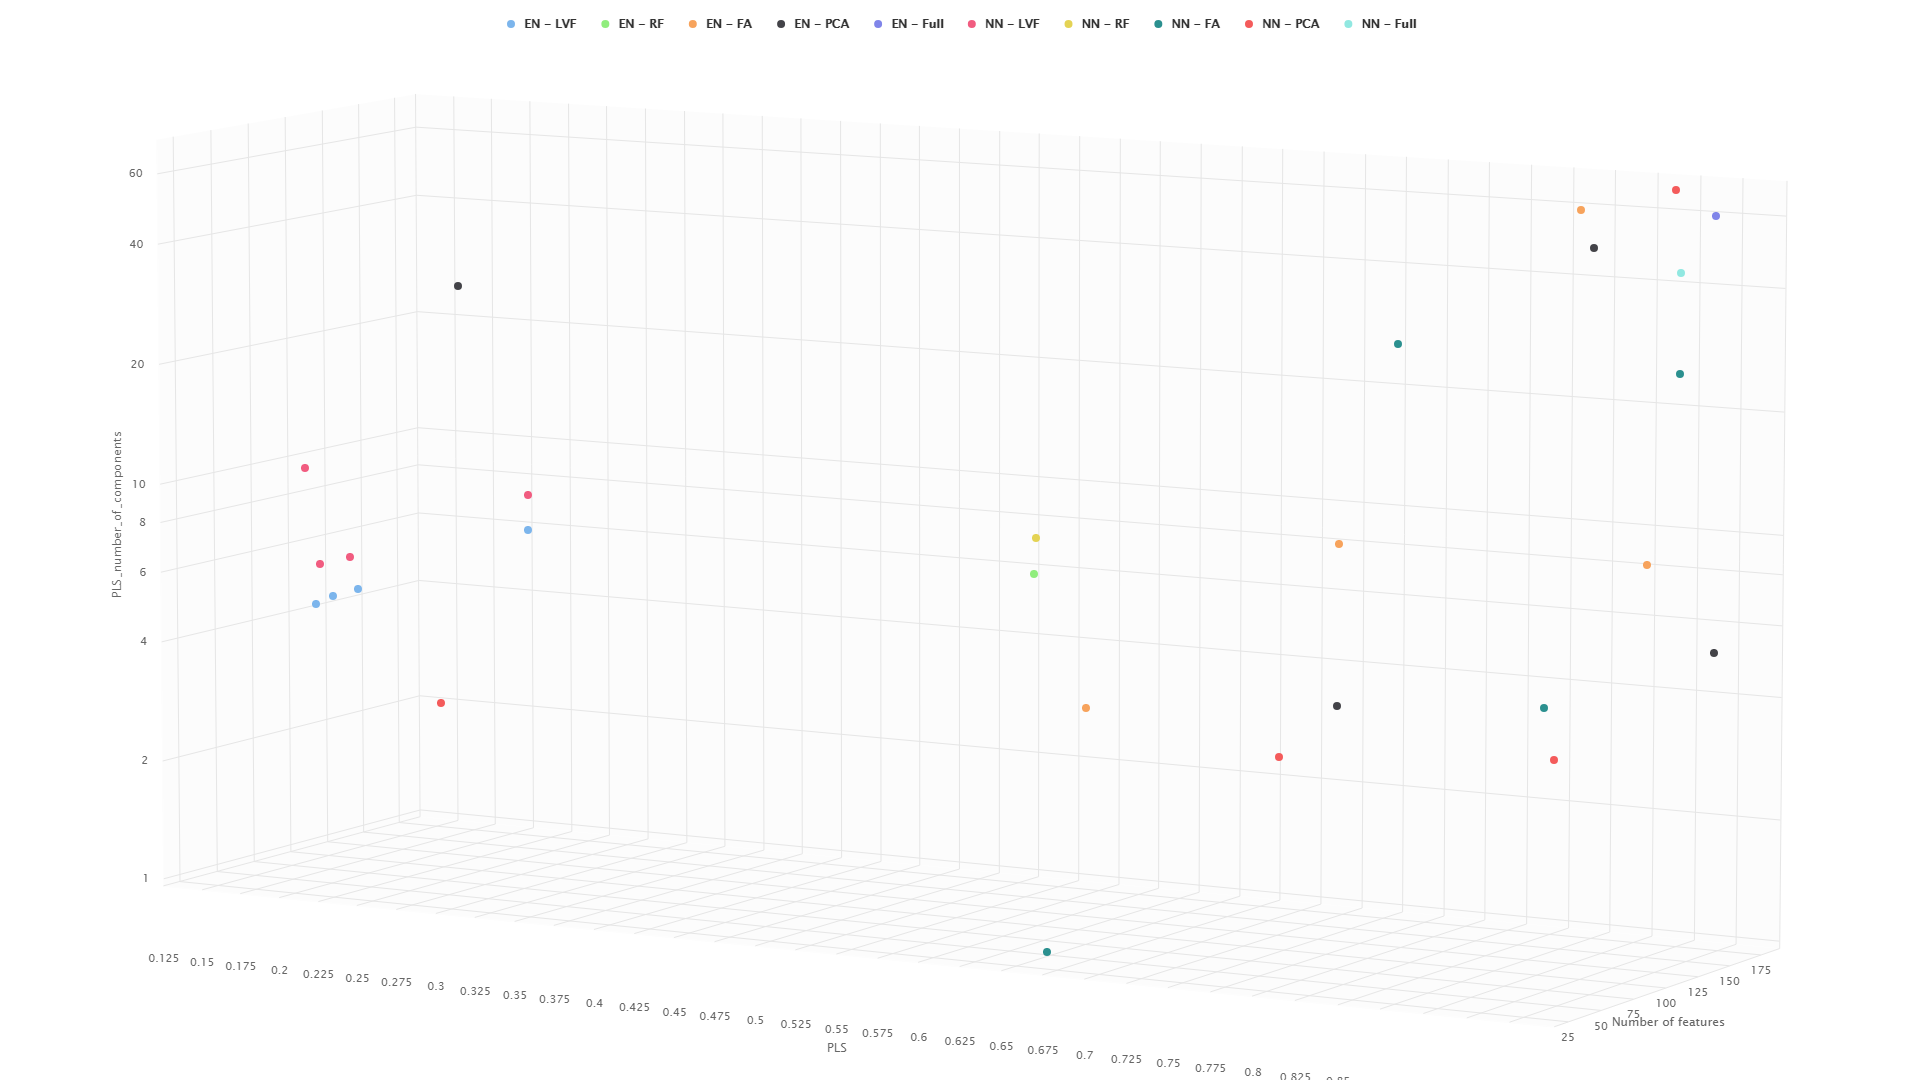 EN – LVF EN – RF EN – FA EN – PCA EN – Full NN – LVF NN – RF NN – FA NN – PCA NN – Full
60
40
20
10
8
6
4
2
1
PLS_number_of_components
0.125 0.15 0.175 0.2 0.225 0.25 0.275 0.3 0.325 0.35 0.375 0.4 0.425 0.45 0.475 0.5 0.525 0.55 0.575 0.6 0.625 0.65 0.675 0.7 0.725 0.75 0.775 0.8 0.825 0.85
PLS
25 50 75 100 125 150 175
Number of features